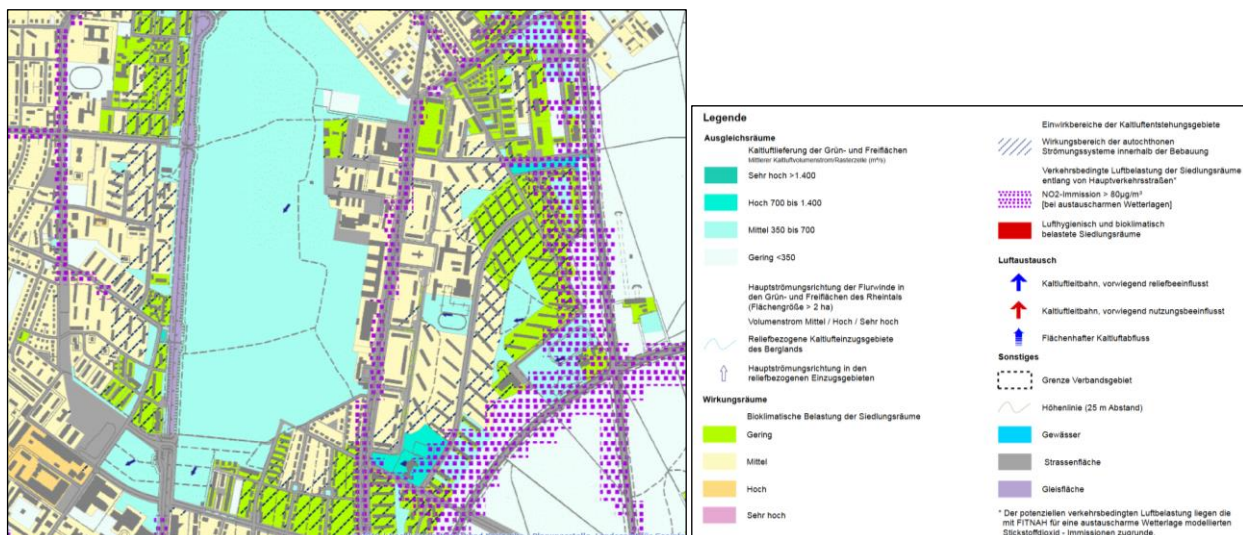 Legende
Ausgleichsräume
Kaltluftlieferung der Grün- und Freiflächen
Mittlerer Kaltluftvolumenstrom/Rasterzelle (m³/s)
Sehr hoch >1.400
Hoch 700 bis 1.400
Mittel 350 bis 700
Gering <350
Hauptströmungsrichtung der Flurwinde in
den Grün- und Freiflächen des Rheintals
(Flächengröße > 2 ha)
Volumenstrom Mittel / Hoch / Sehr hoch
Reliefbezogene Kaltlufteinzugsgebiete
des Berglands
Hauptströmungsrichtung in den
reliefbezogenen Einzugsgebieten
Wirkungsräume
Bioklimatische Belastung der Siedlungsräume
Gering
Mittel
Hoch
Sehr hoch
Einwirkbereiche der Kaltluftentstehungsgebiete
Wirkungsbereich der autochthonen
Strömungssysteme innerhalb der Bebauung
Verkehrsbedingte Luftbelastung der Siedlungsräume
entlang von Hauptverkehrsstraßen*
NO2-Immission > 80µg/m³
[bei austauscharmen Wetterlagen]
Lufthygienisch und bioklimatisch
belastete Siedlungsräume
Luftaustausch
Kaltluftleitbahn, vorwiegend reliefbeeinflusst
Kaltluftleitbahn, vorwiegend nutzungsbeeinflusst
Flächenhafter Kaltluftabfluss
Sonstiges
Grenze Verbandsgebiet
Höhenlinie (25 m Abstand)
Gewässer
Strassenfläche
Gleisfläche
* Der potenziellen verkehrsbedingten Luftbelastung liegen die
mit FITNAH für eine austauscharme Wetterlage modellierten
Stickstoffdioxid - Immissionen zugrunde.